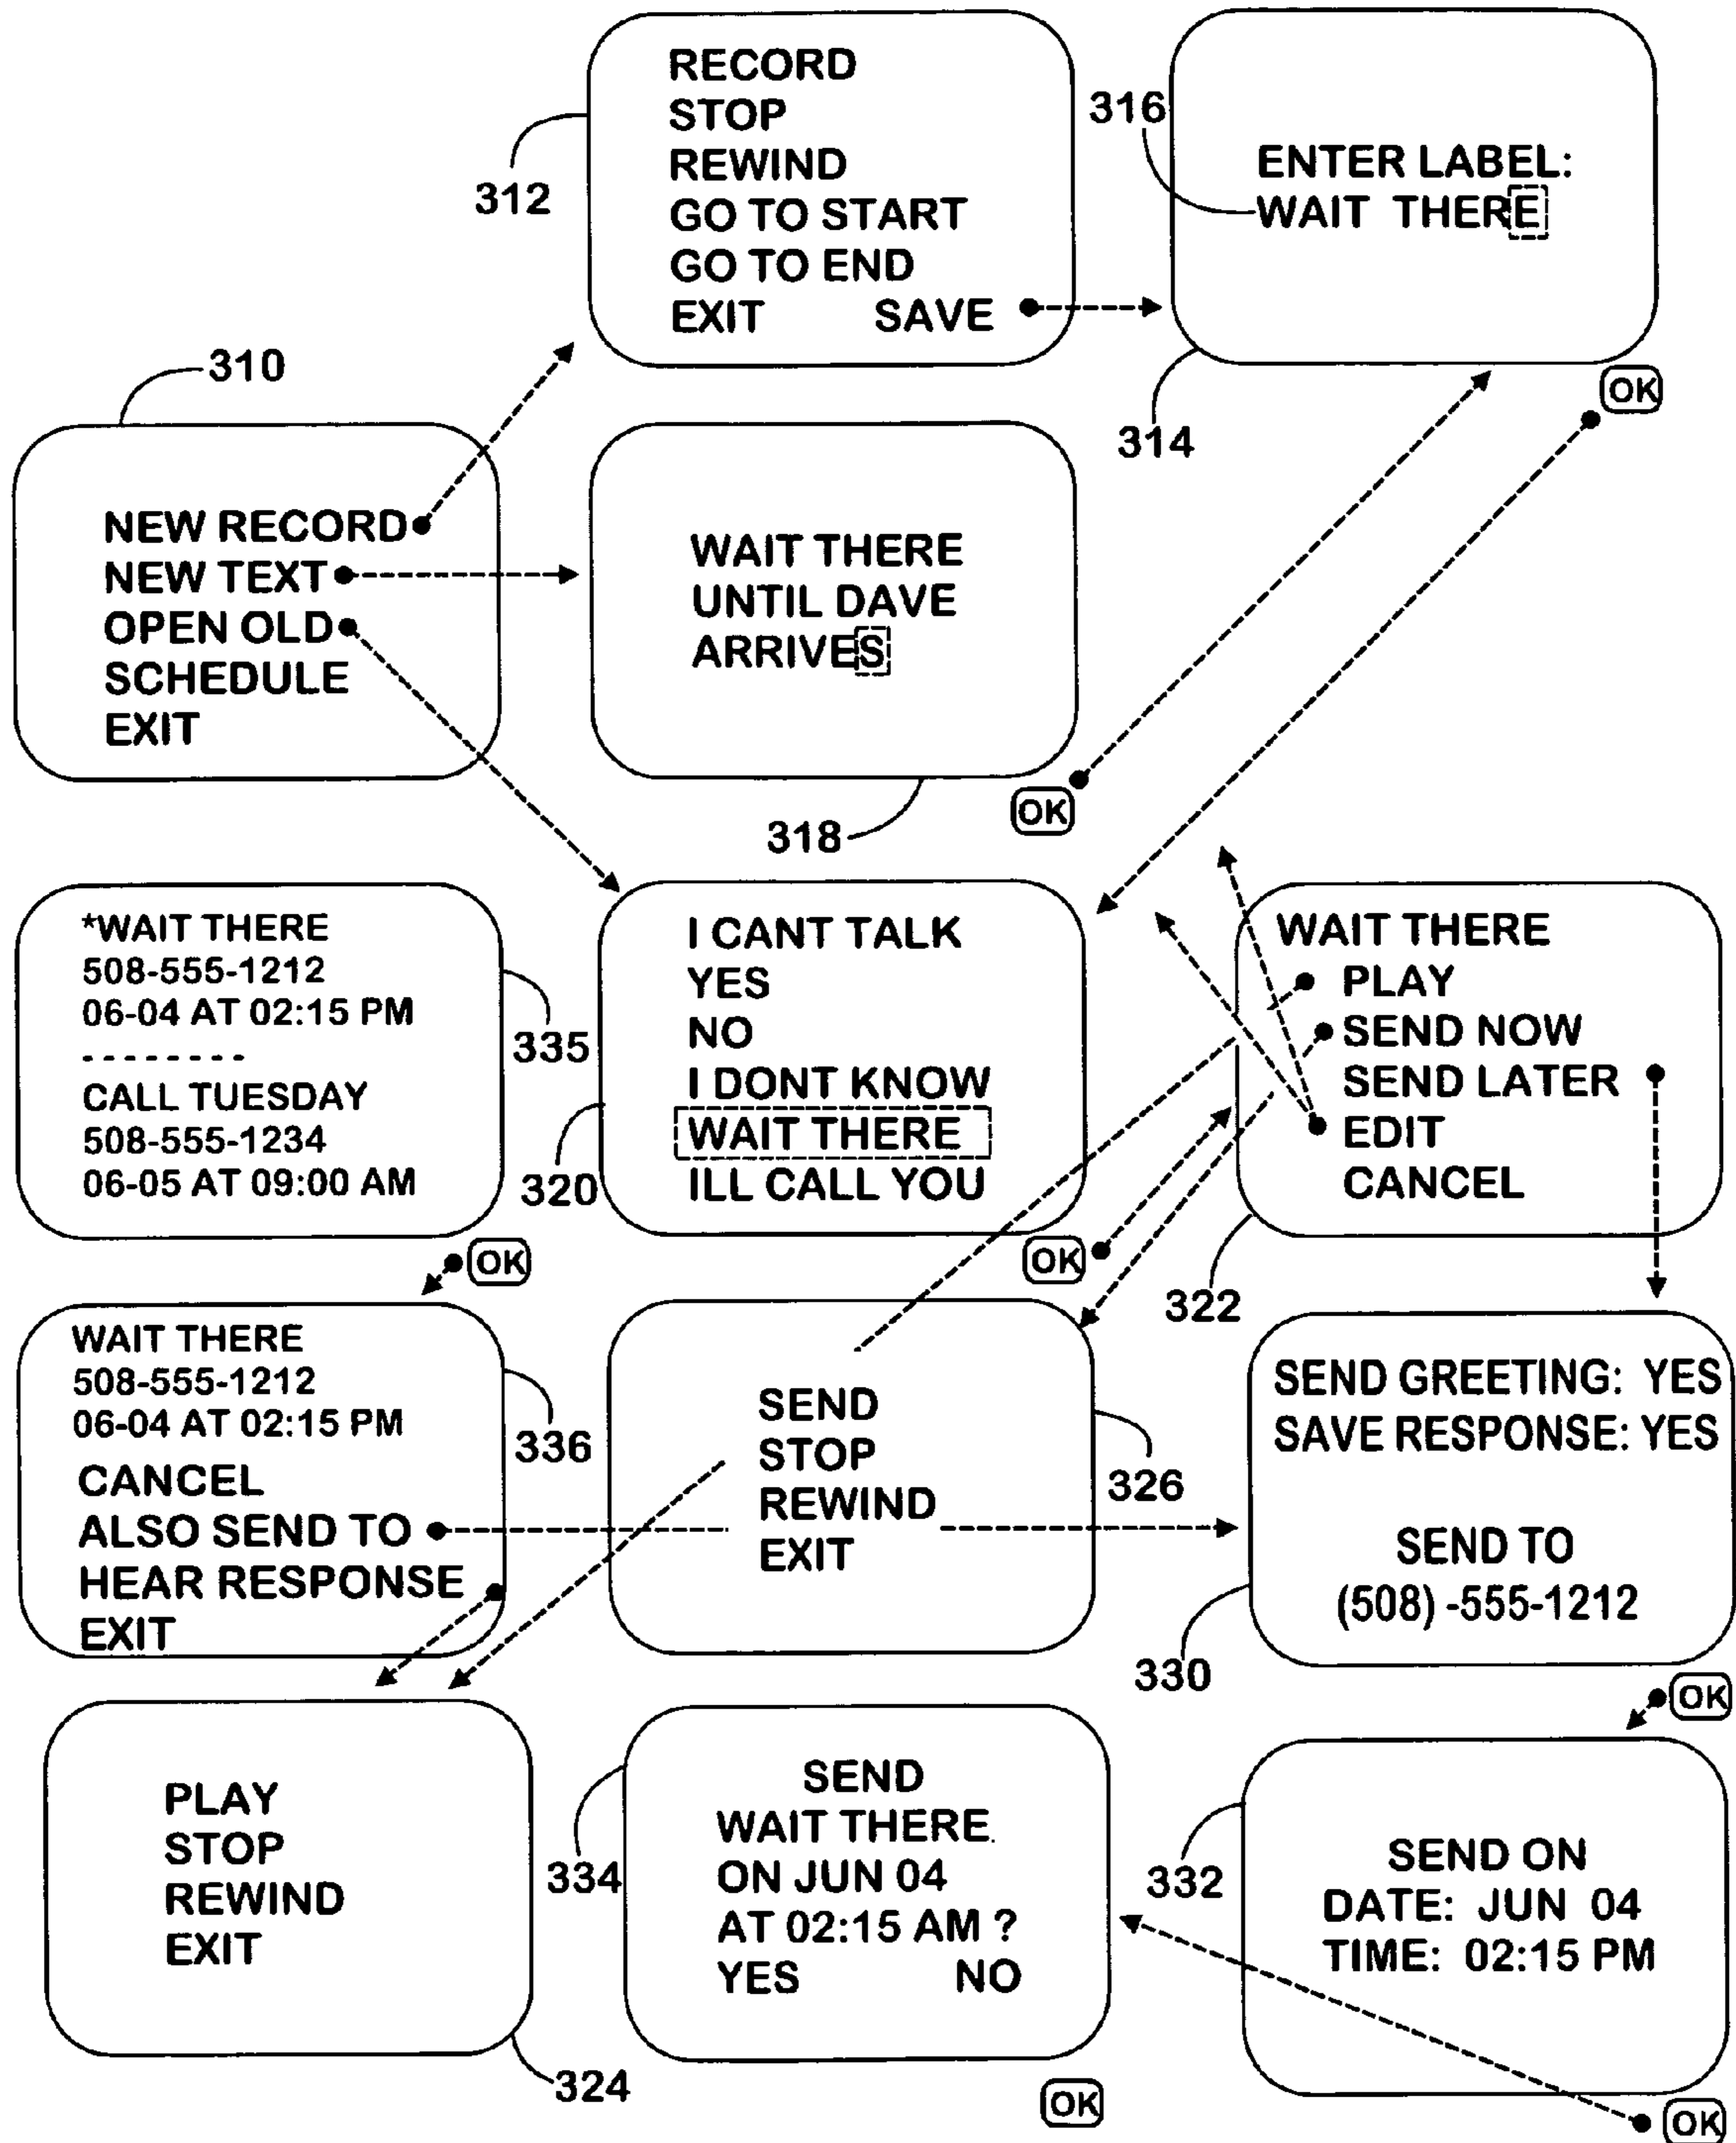 RECORD
STOP
REWIND
GO TO START
GO TO END
EXIT SAVE
312
316
ENTER LABEL:
WAIT THERE
314
OK
310
NEW RECORD
NEW TEXT
OPEN OLD
SCHEDULE
EXIT
WAIT THERE
UNTIL DAVE
ARRIVES
318
OK
*WAIT THERE
508-555-1212
06-04 AT 02:15 PM
--------
CALL TUESDAY
508-555-1234
06-05 AT 09:00 AM
335
OK
I CANT TALK
YES
NO
I DONT KNOW
WAIT THERE
ILL CALL YOU
320
OK
WAIT THERE
PLAY
SEND NOW
SEND LATER
EDIT
CANCEL
322
WAIT THERE
508-555-1212
06-04 AT 02:15 PM
CANCEL
ALSO SEND TO
HEAR RESPONSE
EXIT
336
SEND
STOP
REWIND
EXIT
326
SEND GREETING: YES
SAVE RESPONSE: YES
SEND TO
(508) -555-1212
330
OK
PLAY
STOP
REWIND
EXIT
324
SEND
WAIT THERE
ON JUN 04
AT 02:15 AM ?
YES NO
334
OK
SEND ON
DATE: JUN 04
TIME: 02:15 PM
332
OK